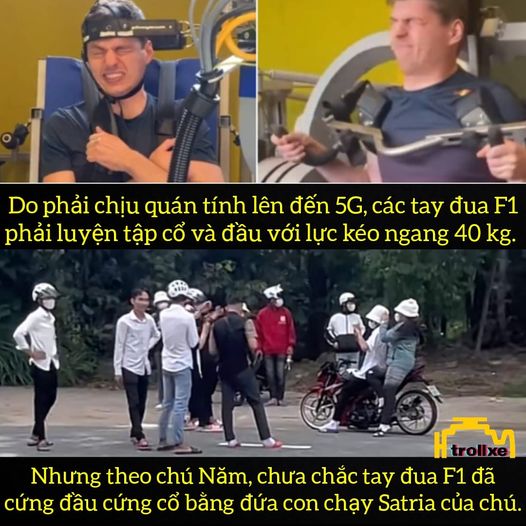 Do phải chịu quán tính lên đến 5G, các tay đua F1
phải luyện tập cổ và đầu với lực kéo ngang 40 kg.
trollxe
Nhưng theo chú Năm, chưa chắc tay đua F1 đã
cứng đầu cứng cổ bằng đứa con chạy Satria của chú.